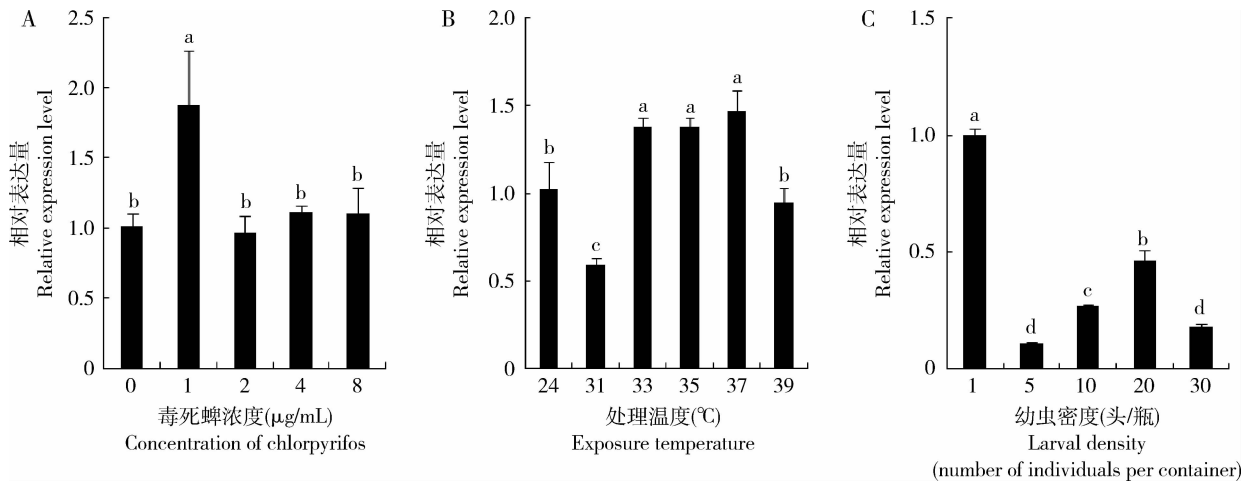 A
相对表达量
Relative expression level
2.5
2.0
1.5
1.0
0.5
0
b
a
b
b
b
0 1 2 4 8
毒死蜱浓度(μg/mL)
Concentration of chlorpyrifos
B
相对表达量
Relative expression level
2.0
1.5
1.0
0.5
0
b
c
a
a
a
b
24 31 33 35 37 39
处理温度(℃)
Exposure temperature
C
相对表达量
Relative expression level
1.5
1.0
0.5
0
a
d
c
b
d
1 5 10 20 30
幼虫密度(头/瓶)
Larval density
(number of individuals per container)